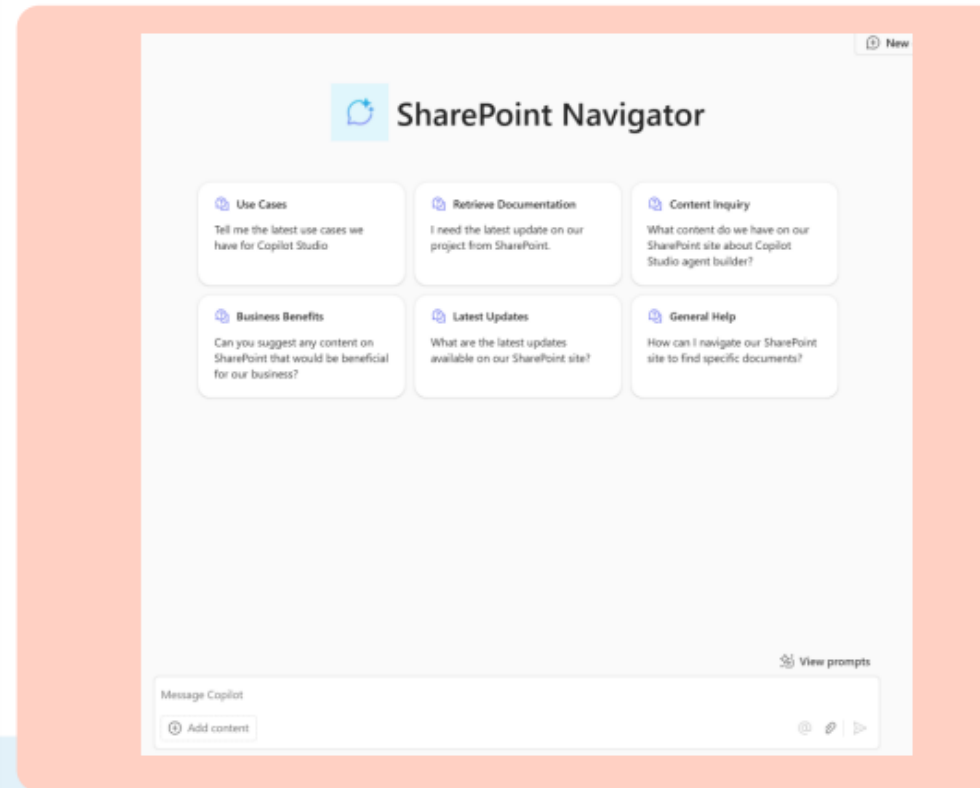 New
SharePoint Navigator
Use Cases
Tell me the latest use cases we
have for Copilot Studio
Retrieve Documentation
I need the latest update on our
project from SharePoint.
Content Inquiry
What content do we have on our
SharePoint site about Copilot
Studio agent builder?
Business Benefits
Can you suggest any content on
SharePoint that would be beneficial
for our business?
Latest Updates
What are the latest updates
available on our SharePoint site?
General Help
How can I navigate our SharePoint
site to find specific documents?
View prompts
Message Copilot
Add content